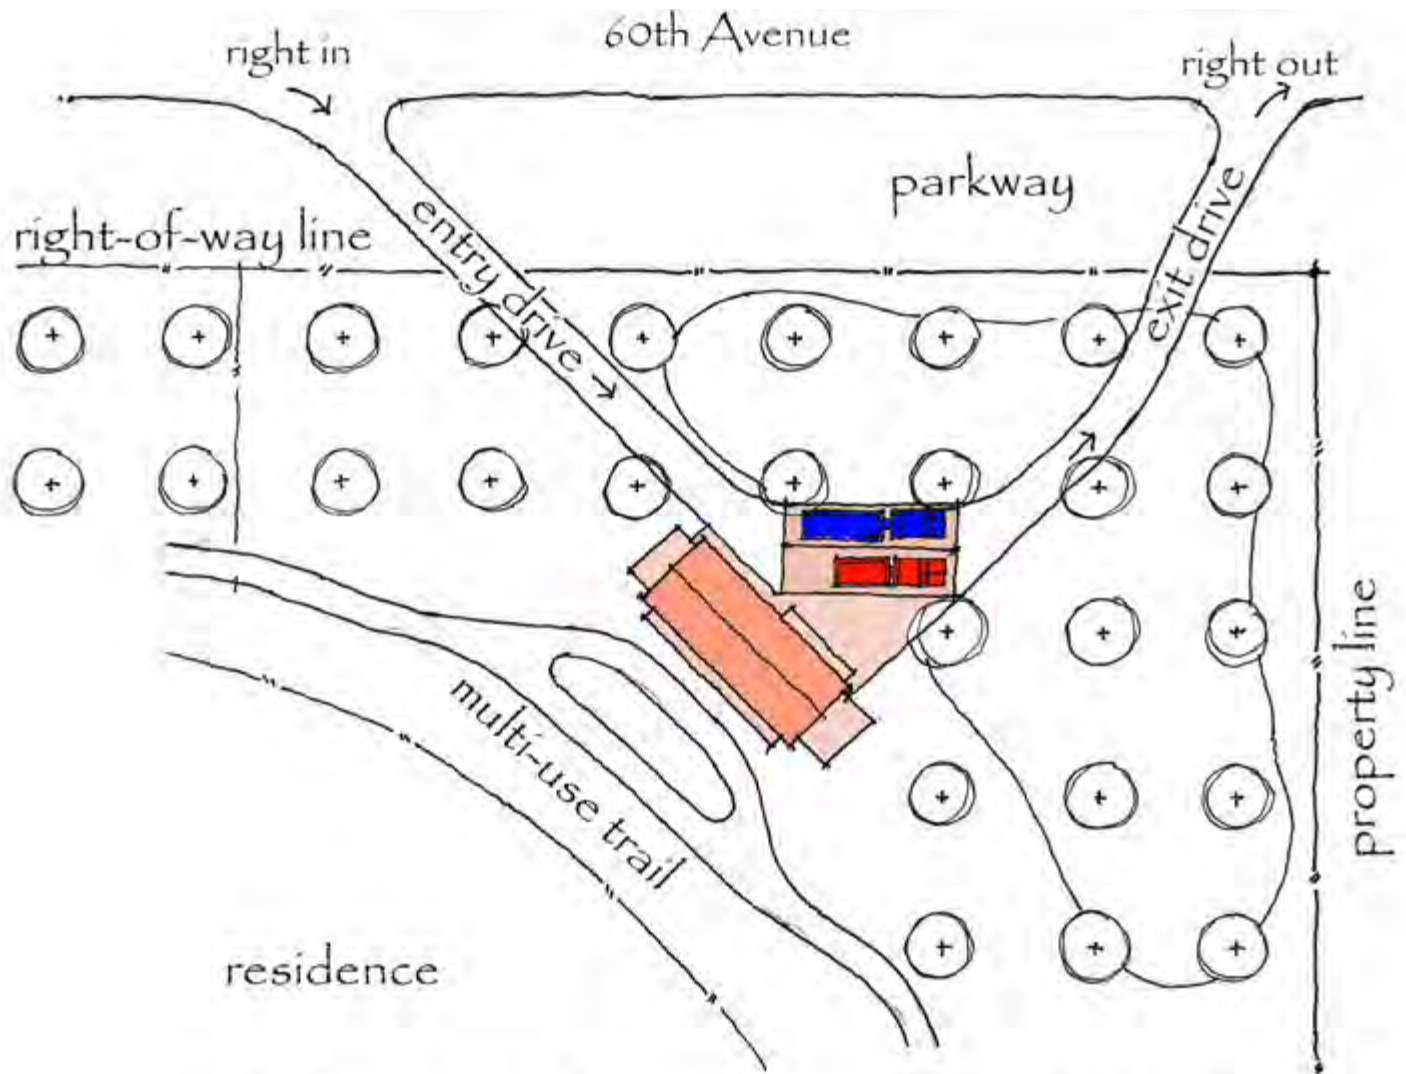 60th Avenue
right in
right out
parkway
entry drive
exit drive
right-of-way line
property line
multi-use trail
residence